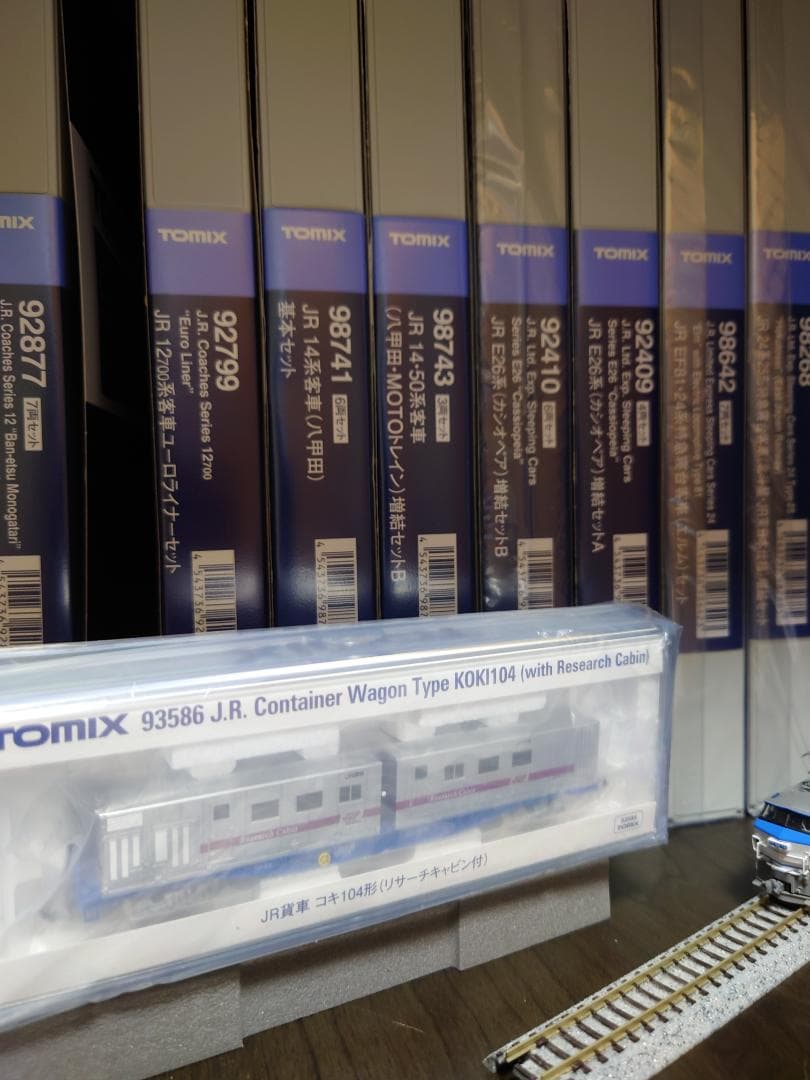 MIX
92877
7両セット
J.R. Coaches Series 12 "Ban-etsu Monogatari"
TOMIX
92799
J.R. Coaches Series 12700
"Euro Liner"
JR 12700系客車ユーロライナーセット
TOMIX
98741
6両セット
JR 14系客車(八甲田)
基本セット
TOMIX
98743
3両セット
JR 14・50系客車
(八甲田・MOTOトレイン)増結セットB
TOMIX
92410
J.R. Ltd. Exp. Sleeping Cars
Series E26 "Cassiopeia"
JR E26系(カシオペア)増結セットB
TOMIX
92409
J.R. Ltd. Exp. Sleeping Cars
Series E26 "Cassiopeia"
JR E26系(カシオペア)増結セットA
TOMIX
98642
TOMIX
TOMIX 93586 J.R. Container Wagon Type KOKI104 (with Research Cabin)
Research Cabin
Research Cabin
JR貨車 コキ104形(リサーチキャビン付)